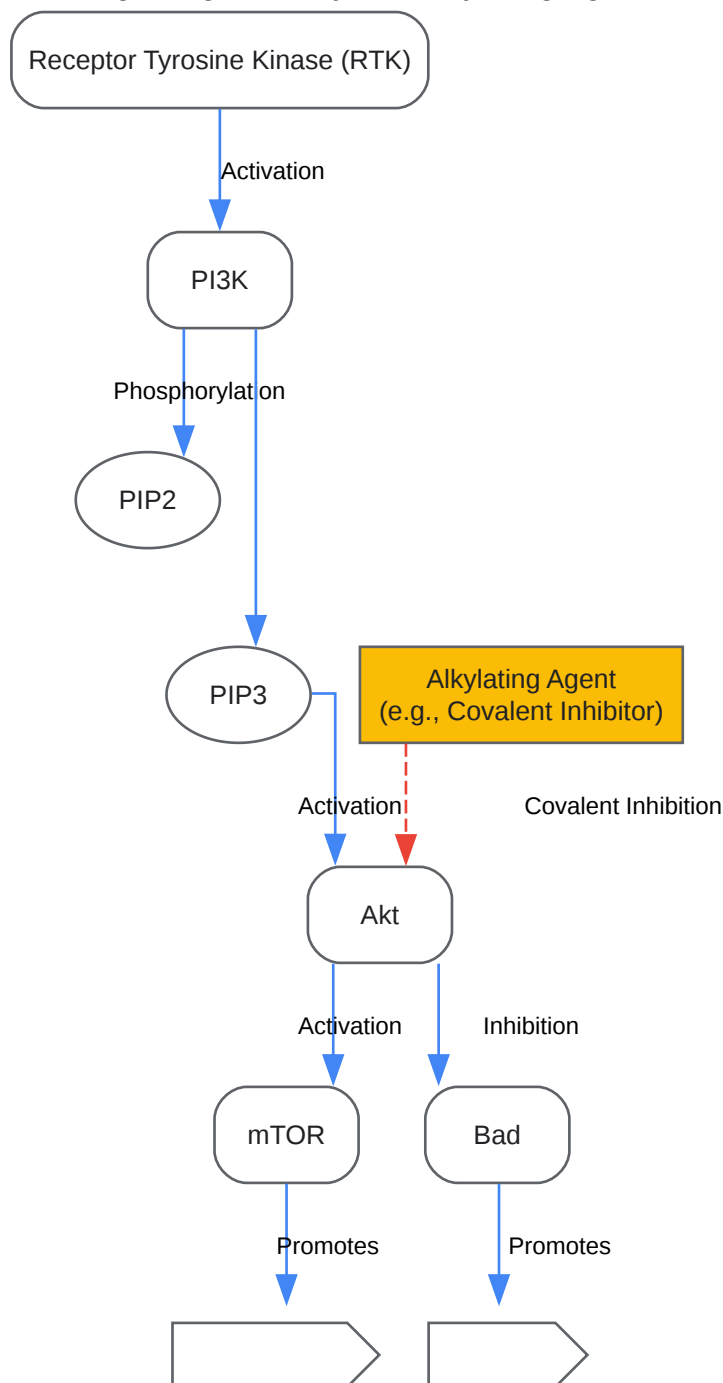 Receptor Tyrosine Kinase (RTK)
Activation
PI3K
Phosphorylation
PIP2
PIP3
Alkylating Agent
(e.g., Covalent Inhibitor)
Activation
Covalent Inhibition
Akt
Activation
Inhibition
mTOR
Bad
Promotes
Promotes